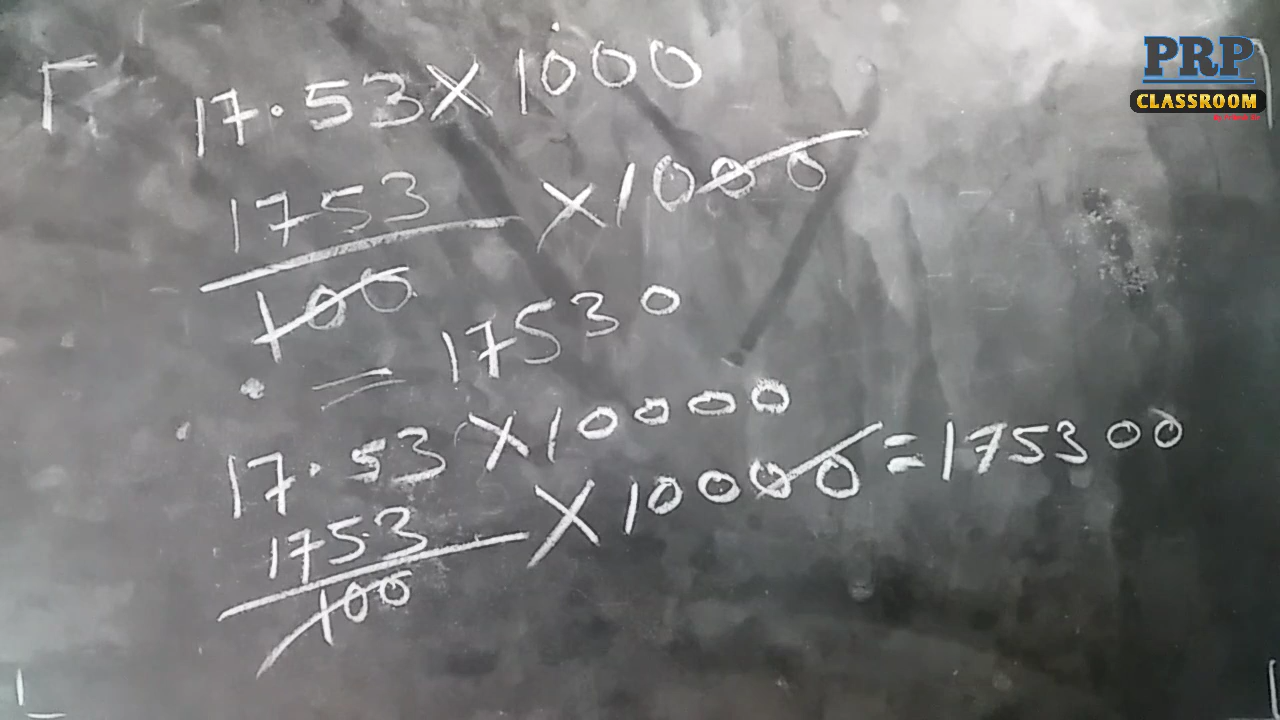 PRP
CLASSROOM
17.53 X 1000
1753
100
X 1000
= 17530
17.53 X 10000
1753
100
X 10000 = 175300